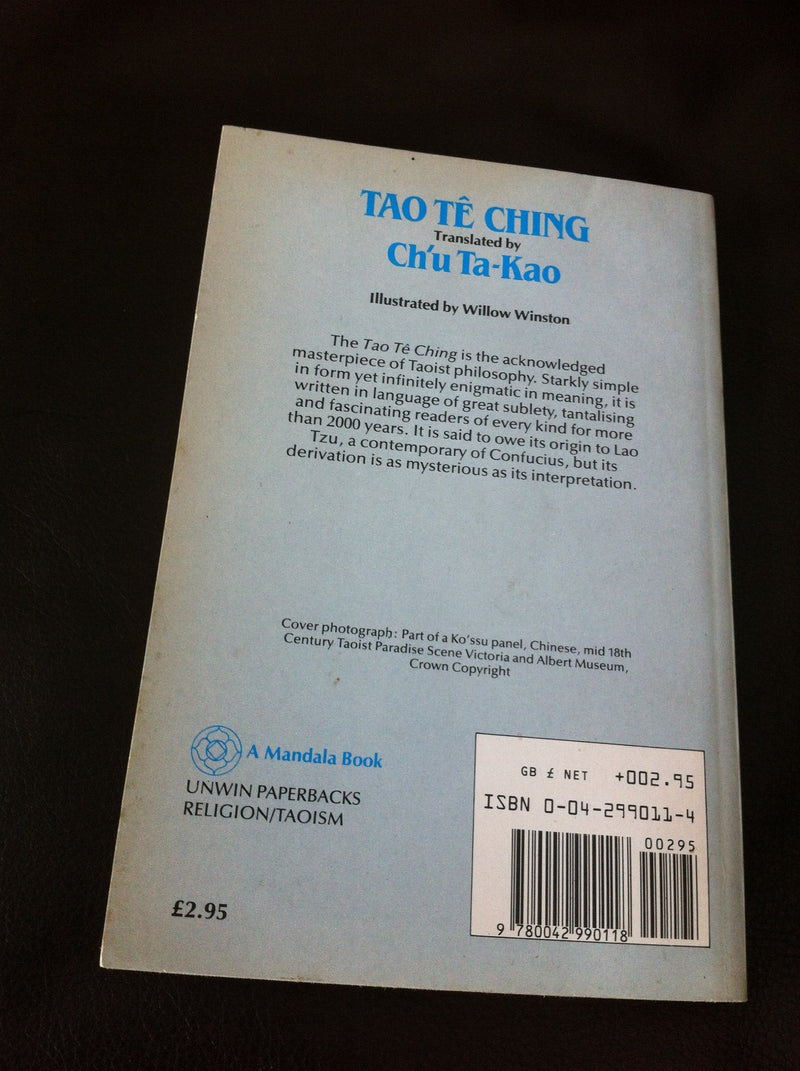 TAO TÊ CHING
Translated by
Ch'u Ta-Kao
Illustrated by Willow Winston
The Tao Tê Ching is the acknowledged
masterpiece of Taoist philosophy. Starkly simple
in form yet infinitely enigmatic in meaning, it is
written in language of great sublety, tantalising
and fascinating readers of every kind for more
than 2000 years. It is said to owe its origin to Lao
Tzu, a contemporary of Confucius, but its
derivation is as mysterious as its interpretation.
Cover photograph: Part of a Ko'ssu panel, Chinese, mid 18th
Century Taoist Paradise Scene Victoria and Albert Museum,
Crown Copyright
A Mandala Book
UNWIN PAPERBACKS
RELIGION/TAOISM
£2.95
GB £ NET +002.95
ISBN 0-04-299011-4
00295
9 780042 990118